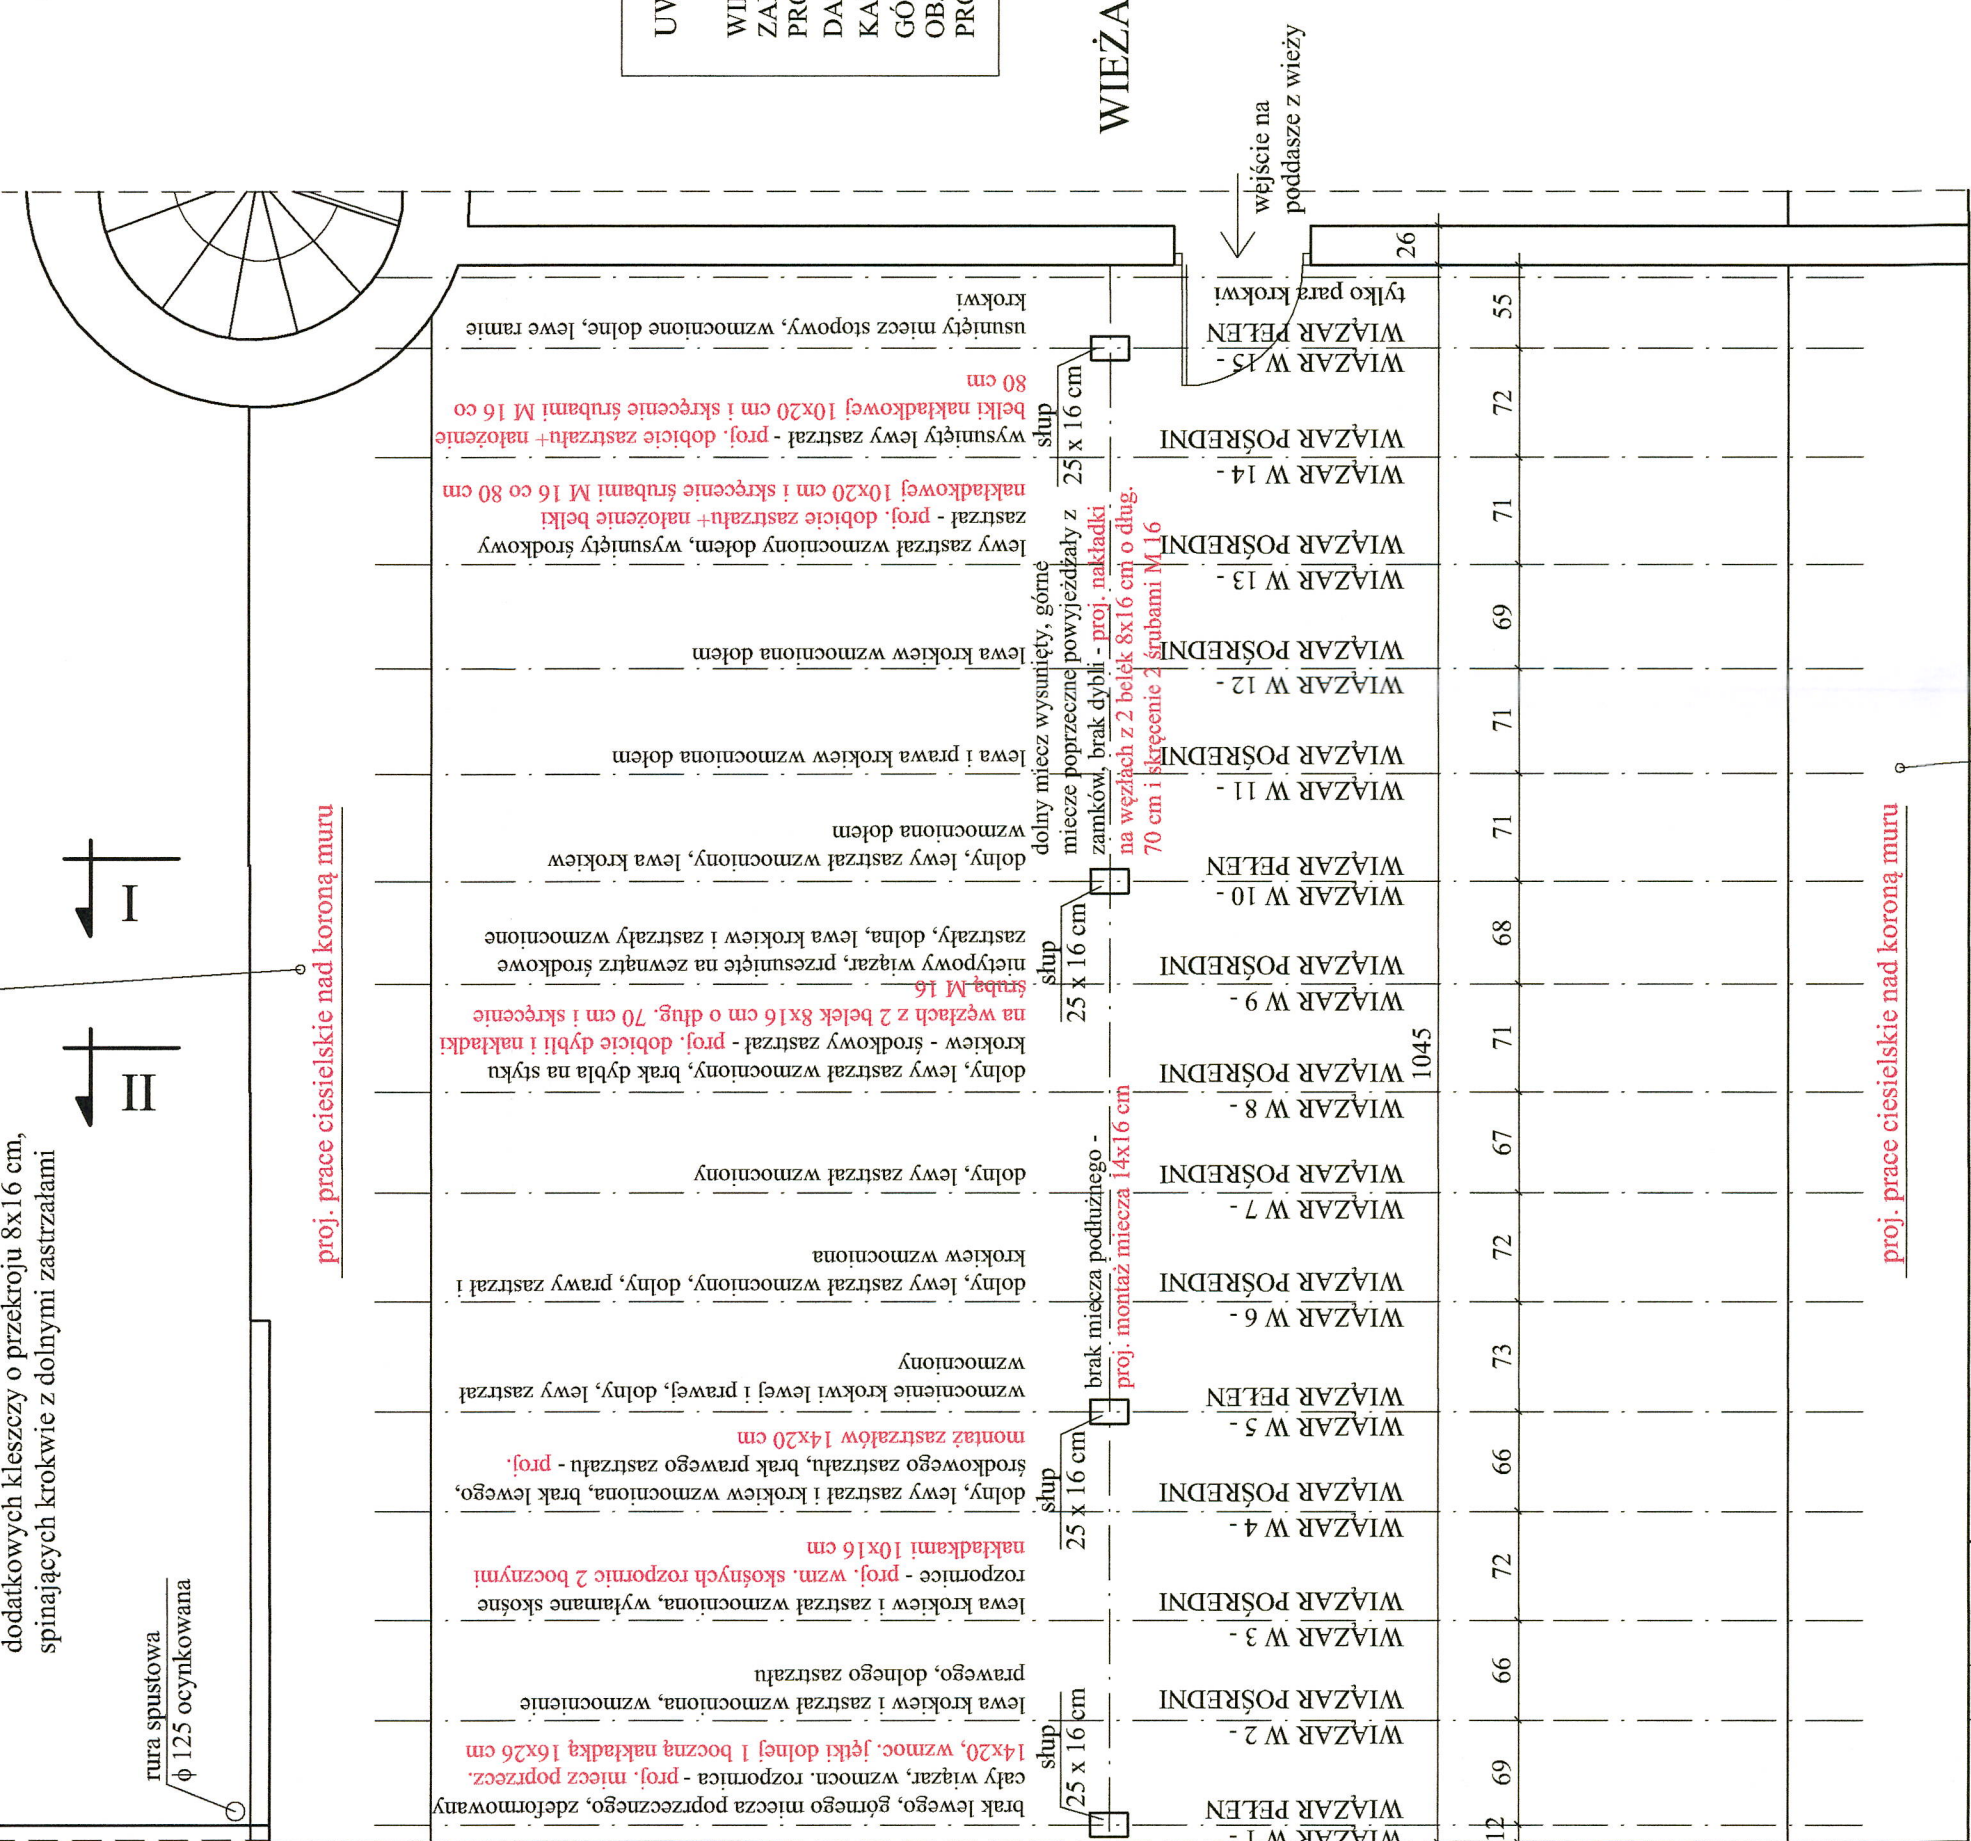 dodatkowych kleszczy o przekroju 8x16 cm,
spinających krokwie z dolnymi zastrzałami
rura spustowa
ϕ 125 ocynkowana
I
II
proj. prace ciesielskie nad koroną muru
UW
WI
ZA
PRO
DA
KA
GÓ
OB
PRO
WIEŻA
wejście na
poddasze z wieży
tylko para krokwi
usunięty miecz stopowy, wzmocnione dolne, lewe ramie
krokwi
WIĄZAR W 15 -
WIĄZAR PEŁEN
słup
25 x 16 cm
wysunięty lewy zastrzał - proj. dobicie zastrzału+ nałożenie
belki nakładkowej 10x20 cm i skręcenie śrubami M 16 co
80 cm
WIĄZAR W 14 -
WIĄZAR POŚREDNI
lewy zastrzał wzmocniony dołem, wysunięty środkowy
zastrzał - proj. dobicie zastrzału+ nałożenie belki
nakładkowej 10x20 cm i skręcenie śrubami M 16 co 80 cm
WIĄZAR W 13 -
WIĄZAR POŚREDNI
lewa krokiew wzmocniona dołem
WIĄZAR W 12 -
WIĄZAR POŚREDNI
dolny miecz wysunięty, górne
miecze poprzeczne powyjeżdżały z
zamków, brak dybli - proj. nakładki
na węzłach z 2 belek 8x16 cm o dług.
70 cm i skręcenie 2 śrubami M 16
lewa i prawa krokiew wzmocniona dołem
WIĄZAR W 11 -
WIĄZAR POŚREDNI
dolny, lewy zastrzał wzmocniony, lewa krokiew
wzmocniona dołem
WIĄZAR W 10 -
WIĄZAR PEŁEN
słup
25 x 16 cm
nietypowy wiązar, przesunięte na zewnątrz środkowe
zastrzały, dolna, lewa krokiew i zastrzały wzmocnione
WIĄZAR W 9 -
WIĄZAR POŚREDNI
dolny, lewy zastrzał wzmocniony, brak dybla na styku
krokiew - środkowy zastrzał - proj. dobicie dybli i nakładki
na węzłach z 2 belek 8x16 cm o dług. 70 cm i skręcenie
śrubą M 16
WIĄZAR W 8 -
WIĄZAR POŚREDNI
dolny, lewy zastrzał wzmocniony
WIĄZAR W 7 -
WIĄZAR POŚREDNI
brak miecza podłużnego -
proj. montaż miecza 14x16 cm
dolny, lewy zastrzał wzmocniony, dolny, prawy zastrzał i
krokiew wzmocniona
WIĄZAR W 6 -
WIĄZAR POŚREDNI
wzmocnienie krokwi lewej i prawej, dolny, lewy zastrzał
wzmocniony
WIĄZAR W 5 -
WIĄZAR PEŁEN
słup
25 x 16 cm
dolny, lewy zastrzał i krokiew wzmocniona, brak lewego,
środkowego zastrzału, brak prawego zastrzału - proj.
montaż zastrzałów 14x20 cm
WIĄZAR W 4 -
WIĄZAR POŚREDNI
lewa krokiew i zastrzał wzmocniona, wyłamane skośne
rozpornice - proj. wzm. skośnych rozpornic 2 bocznymi
nakładkami 10x16 cm
WIĄZAR W 3 -
WIĄZAR POŚREDNI
lewa krokiew i zastrzał wzmocniona, wzmocnienie
prawego, dolnego zastrzału
WIĄZAR W 2 -
WIĄZAR POŚREDNI
słup
25 x 16 cm
brak lewego, górnego miecza poprzecznego, zdeformowany
cały wiązar, wzmocn. rozpornica - proj. miecz poprzecz.
14x20, wzmoc. jętki dolnej 1 boczną nakładką 16x26 cm
WIĄZAR W 1 -
WIĄZAR PEŁEN
26
1045
55
72
71
69
71
71
68
71
67
72
73
66
72
66
69
12
proj. prace ciesielskie nad koroną muru